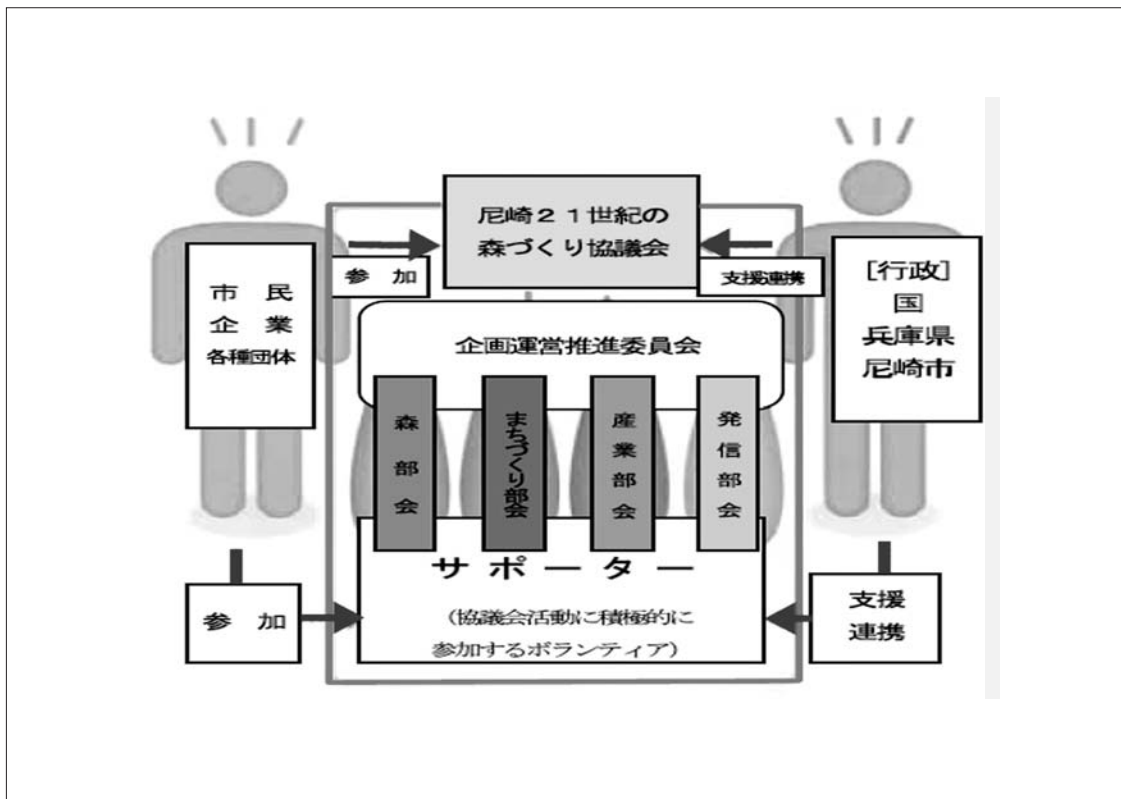 尼崎２１世紀の
森づくり協議会
参　加
支援連携
市　民
企　業
各種団体
[行政]
国
兵庫県
尼崎市
企画運営推進委員会
森部会
まちづくり部会
産業部会
発信部会
サポーター
（協議会活動に積極的に
参加するボランティア）
参　加
支援
連携